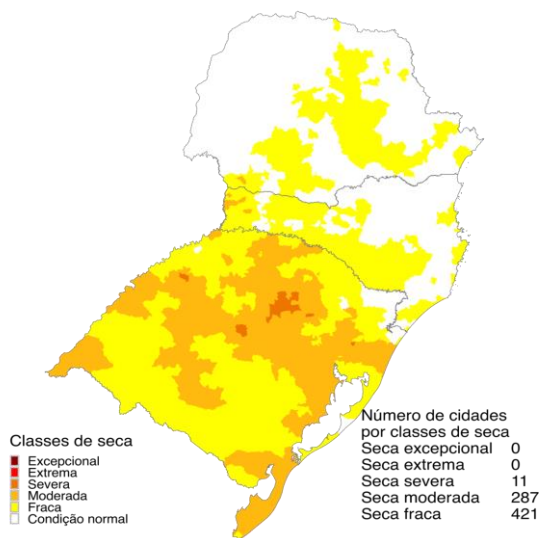 Classes de seca
Excepcional
Extrema
Severa
Moderada
Fraca
Condição normal
Número de cidades
por classes de seca
Seca excepcional 0
Seca extrema 0
Seca severa 11
Seca moderada 287
Seca fraca 421